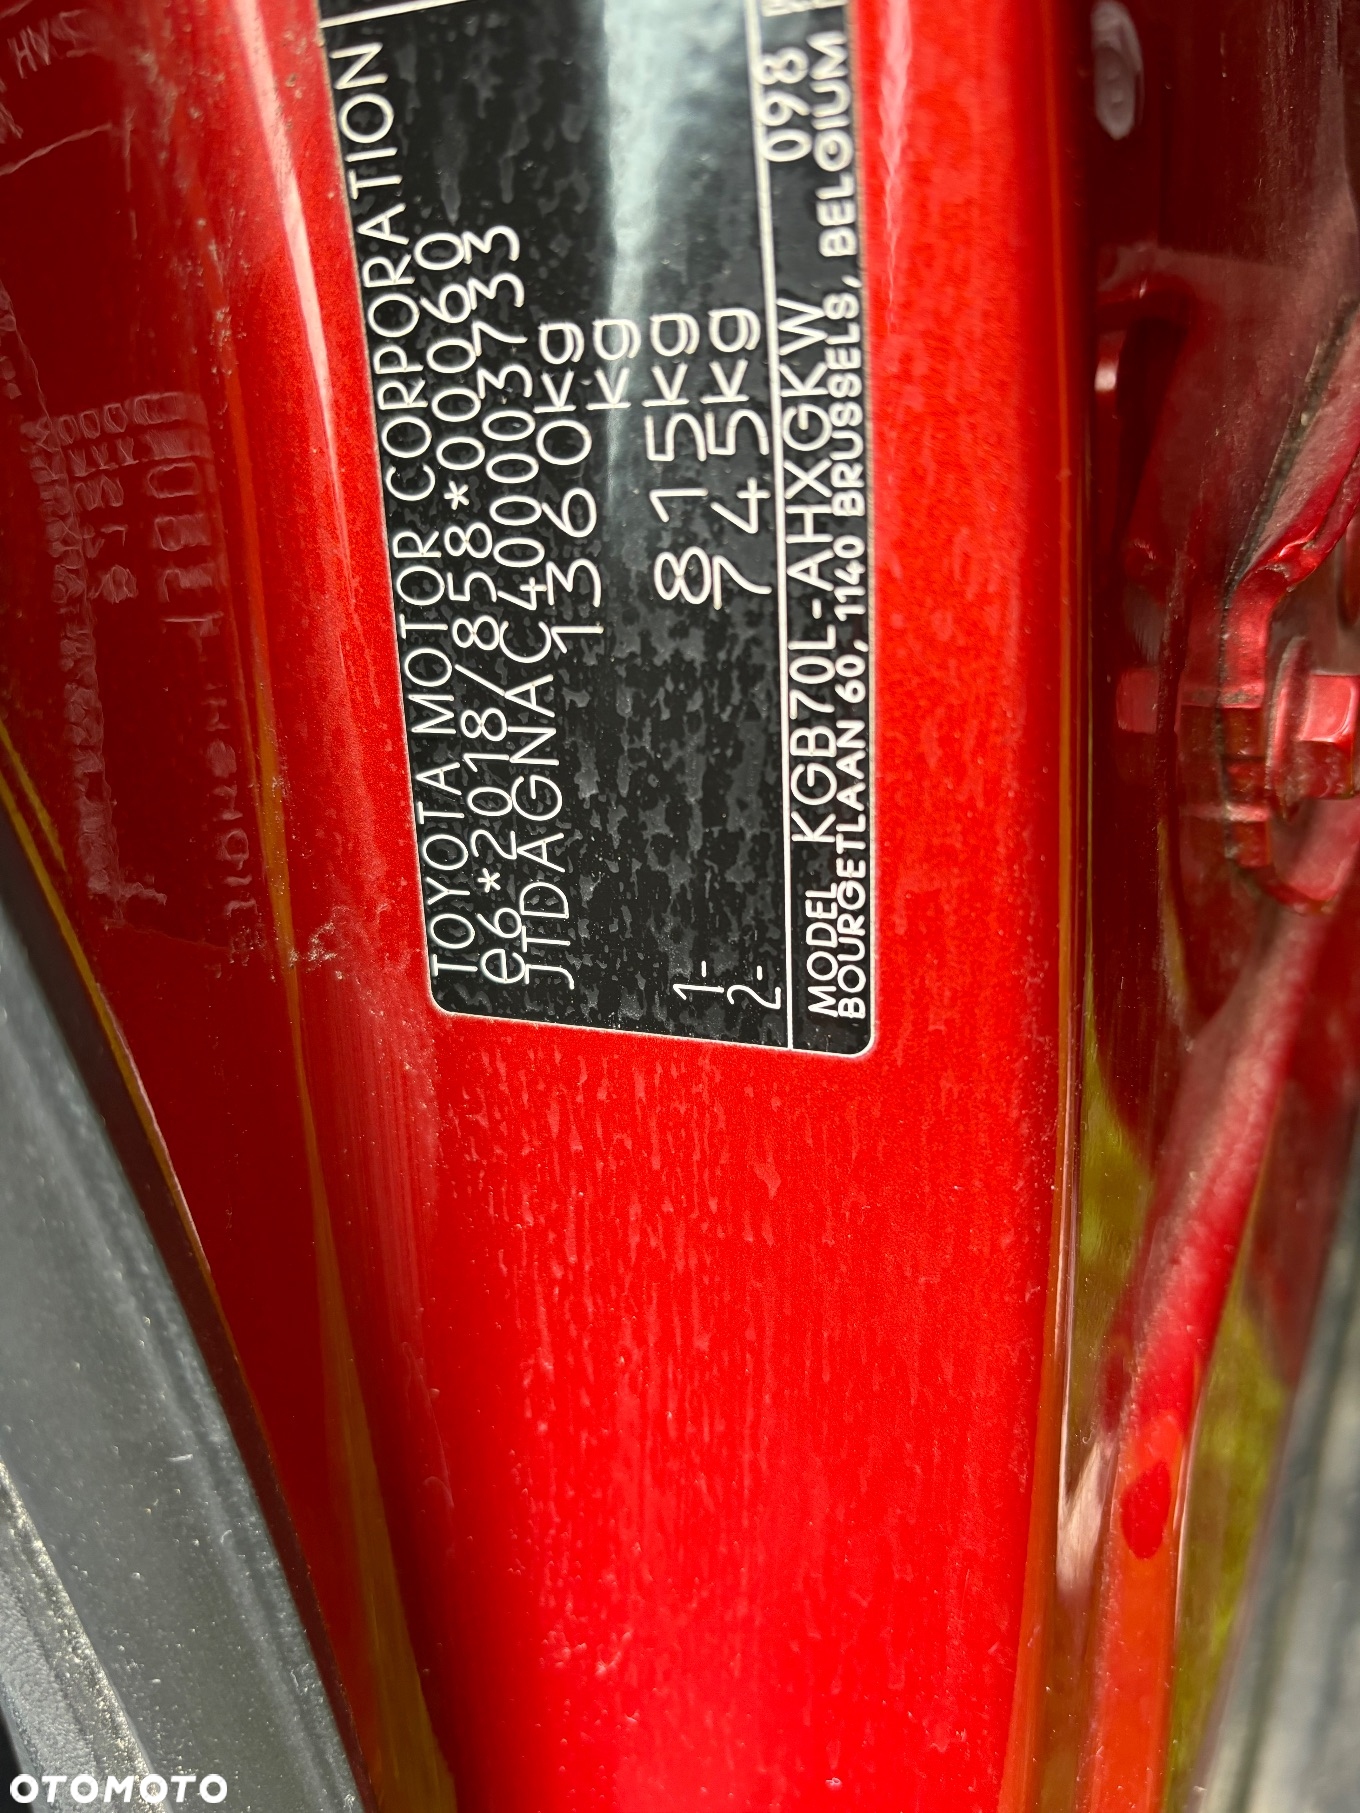 TOYOTA MOTOR CORPORATION
e6*2018/858*00060
JTDAGNAC400003733
1360kg
kg
1- 815kg
2- 745kg
098
MODEL KGB70L-AHXGKW
BOURGETLAAN 60, 1140 BRUSSELS, BELGIUM
OTOMOTO